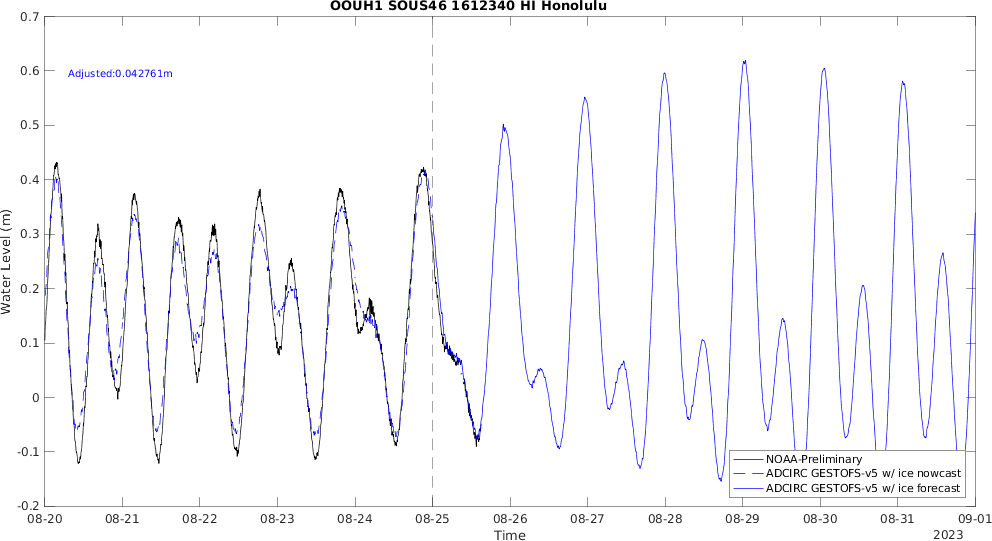 OOUH1 SOUS46 1612340 HI Honolulu
0.7
0.6
0.5
0.4
0.3
0.2
0.1
0
-0.1
-0.2
Adjusted:0.042761m
Water Level (m)
NOAA-Preliminary
ADCIRC GESTOFS-v5 w/ ice nowcast
ADCIRC GESTOFS-v5 w/ ice forecast
08-20 08-21 08-22 08-23 08-24 08-25 08-26 08-27 08-28 08-29 08-30 08-31 09-01
Time
2023